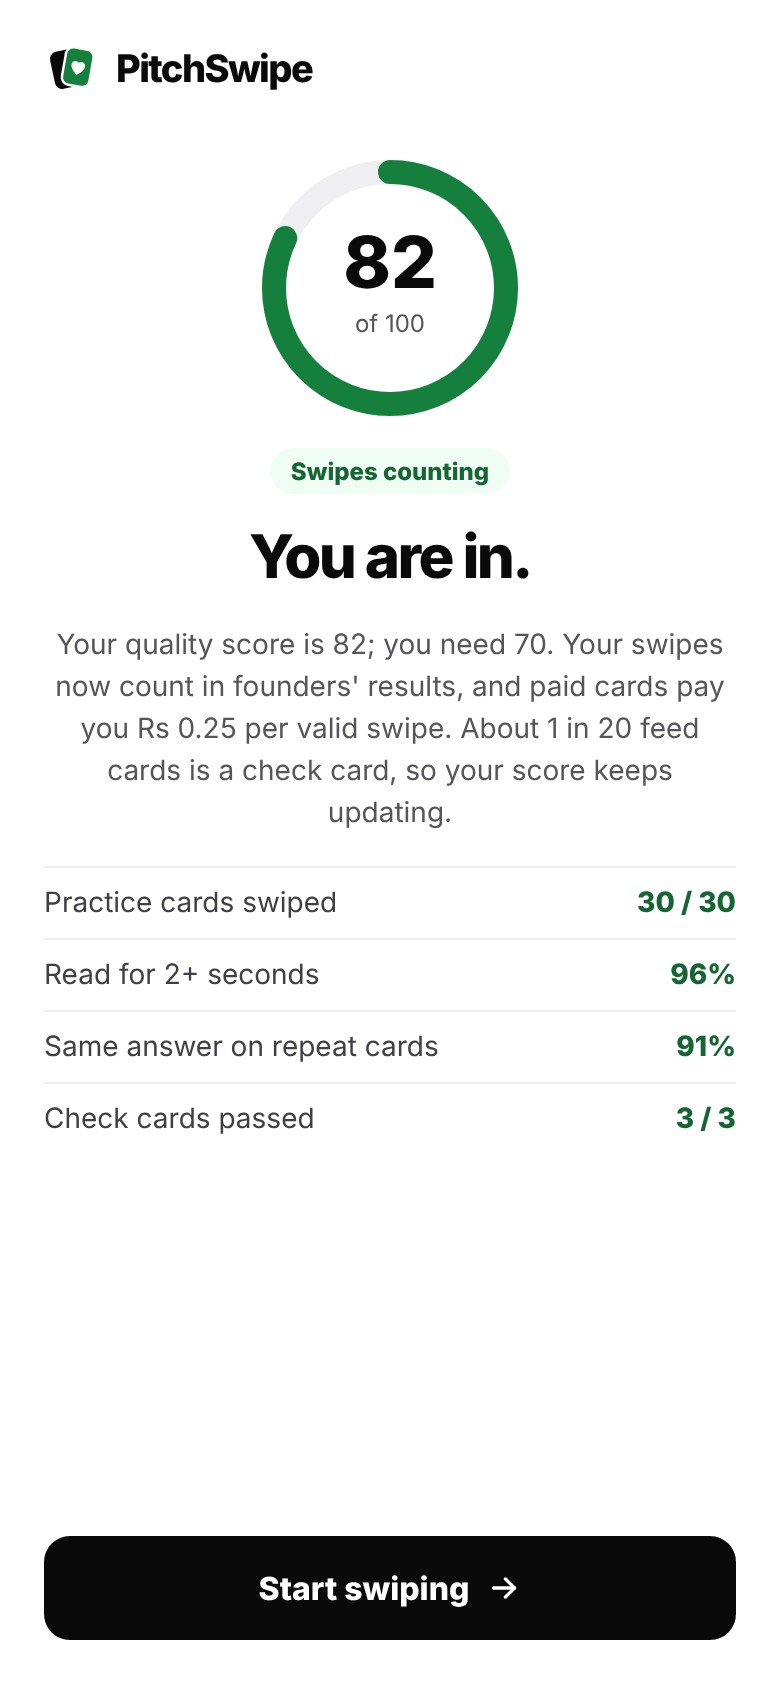 PitchSwipe
82
of 100
Swipes counting
You are in.
Your quality score is 82; you need 70. Your swipes
now count in founders' results, and paid cards pay
you Rs 0.25 per valid swipe. About 1 in 20 feed
cards is a check card, so your score keeps
updating.
Practice cards swiped 30 / 30
Read for 2+ seconds 96%
Same answer on repeat cards 91%
Check cards passed 3 / 3
Start swiping →